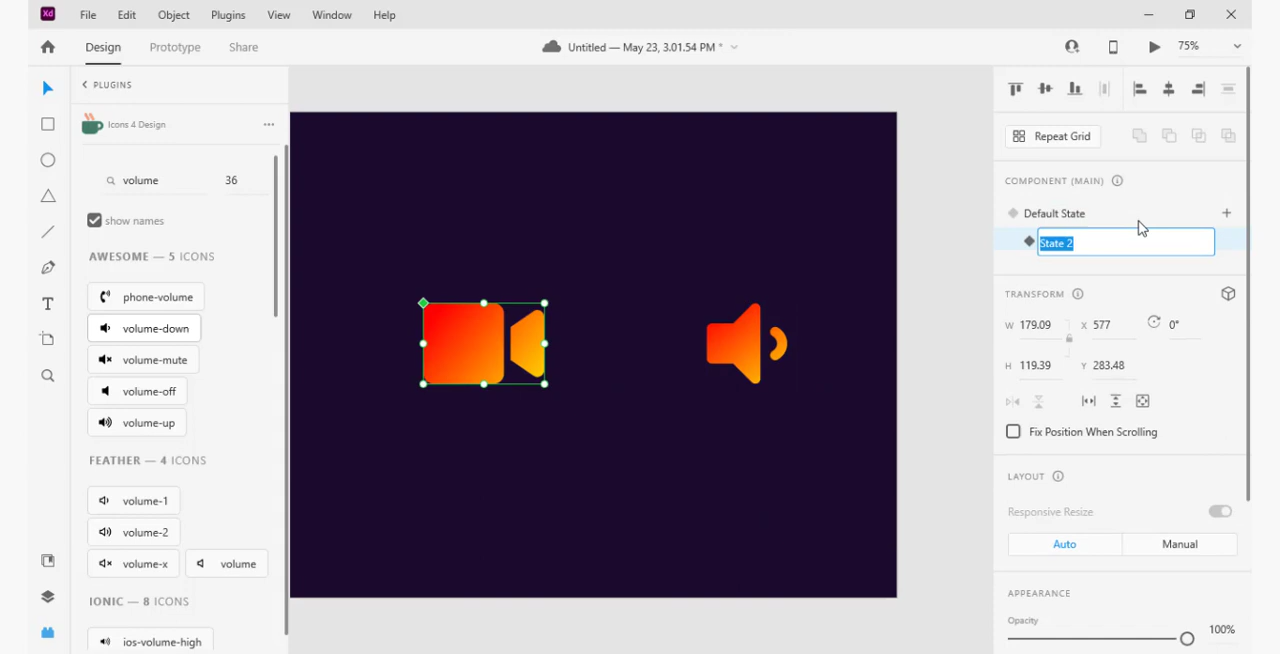 Xd File Edit Object Plugins View Window Help
Design Prototype Share Untitled — May 23, 3.01.54 PM * 75%
PLUGINS
Icons 4 Design
volume 36
show names
AWESOME — 5 ICONS
phone-volume
volume-down
volume-mute
volume-off
volume-up
FEATHER — 4 ICONS
volume-1
volume-2
volume-x volume
IONIC — 8 ICONS
ios-volume-high
Repeat Grid
COMPONENT (MAIN)
Default State
State 2
TRANSFORM
W 179.09 X 577 0°
H 119.39 Y 283.48
Fix Position When Scrolling
LAYOUT
Responsive Resize
Auto Manual
APPEARANCE
Opacity
100%